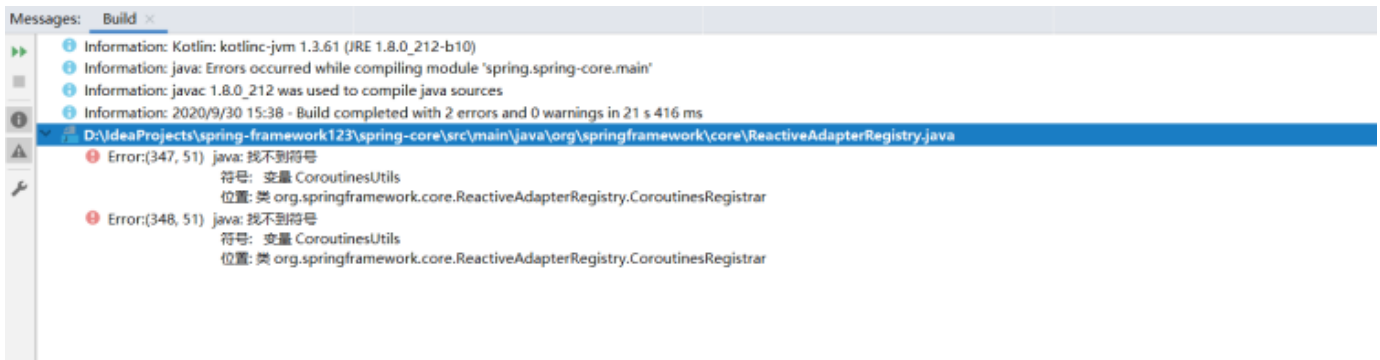 Messages: Build ×
Information: Kotlin: kotlinc-jvm 1.3.61 (JRE 1.8.0_212-b10)
Information: java: Errors occurred while compiling module 'spring.spring-core.main'
Information: javac 1.8.0_212 was used to compile java sources
Information: 2020/9/30 15:38 - Build completed with 2 errors and 0 warnings in 21 s 416 ms
D:\IdeaProjects\spring-framework123\spring-core\src\main\java\org\springframework\core\ReactiveAdapterRegistry.java
Error:(347, 51) java: 找不到符号
符号: 变量 CoroutinesUtils
位置: 类 org.springframework.core.ReactiveAdapterRegistry.CoroutinesRegistrar
Error:(348, 51) java: 找不到符号
符号: 变量 CoroutinesUtils
位置: 类 org.springframework.core.ReactiveAdapterRegistry.CoroutinesRegistrar